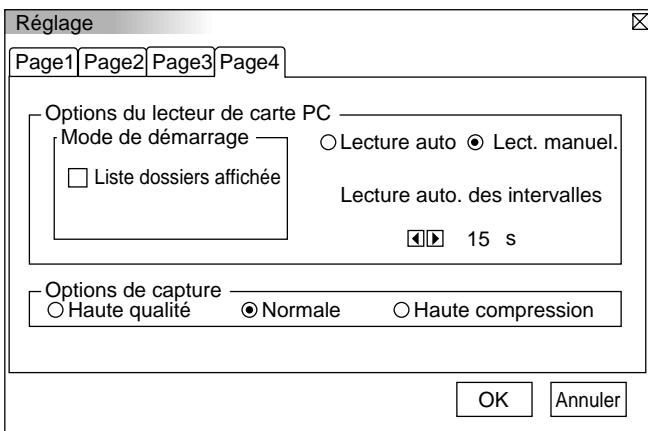 Réglage
Page1 Page2 Page3 Page4
Options du lecteur de carte PC
Mode de démarrage
Liste dossiers affichée
Lecture auto Lect. manuel.
Lecture auto. des intervalles
15 s
Options de capture
Haute qualité Normale Haute compression
OK Annuler